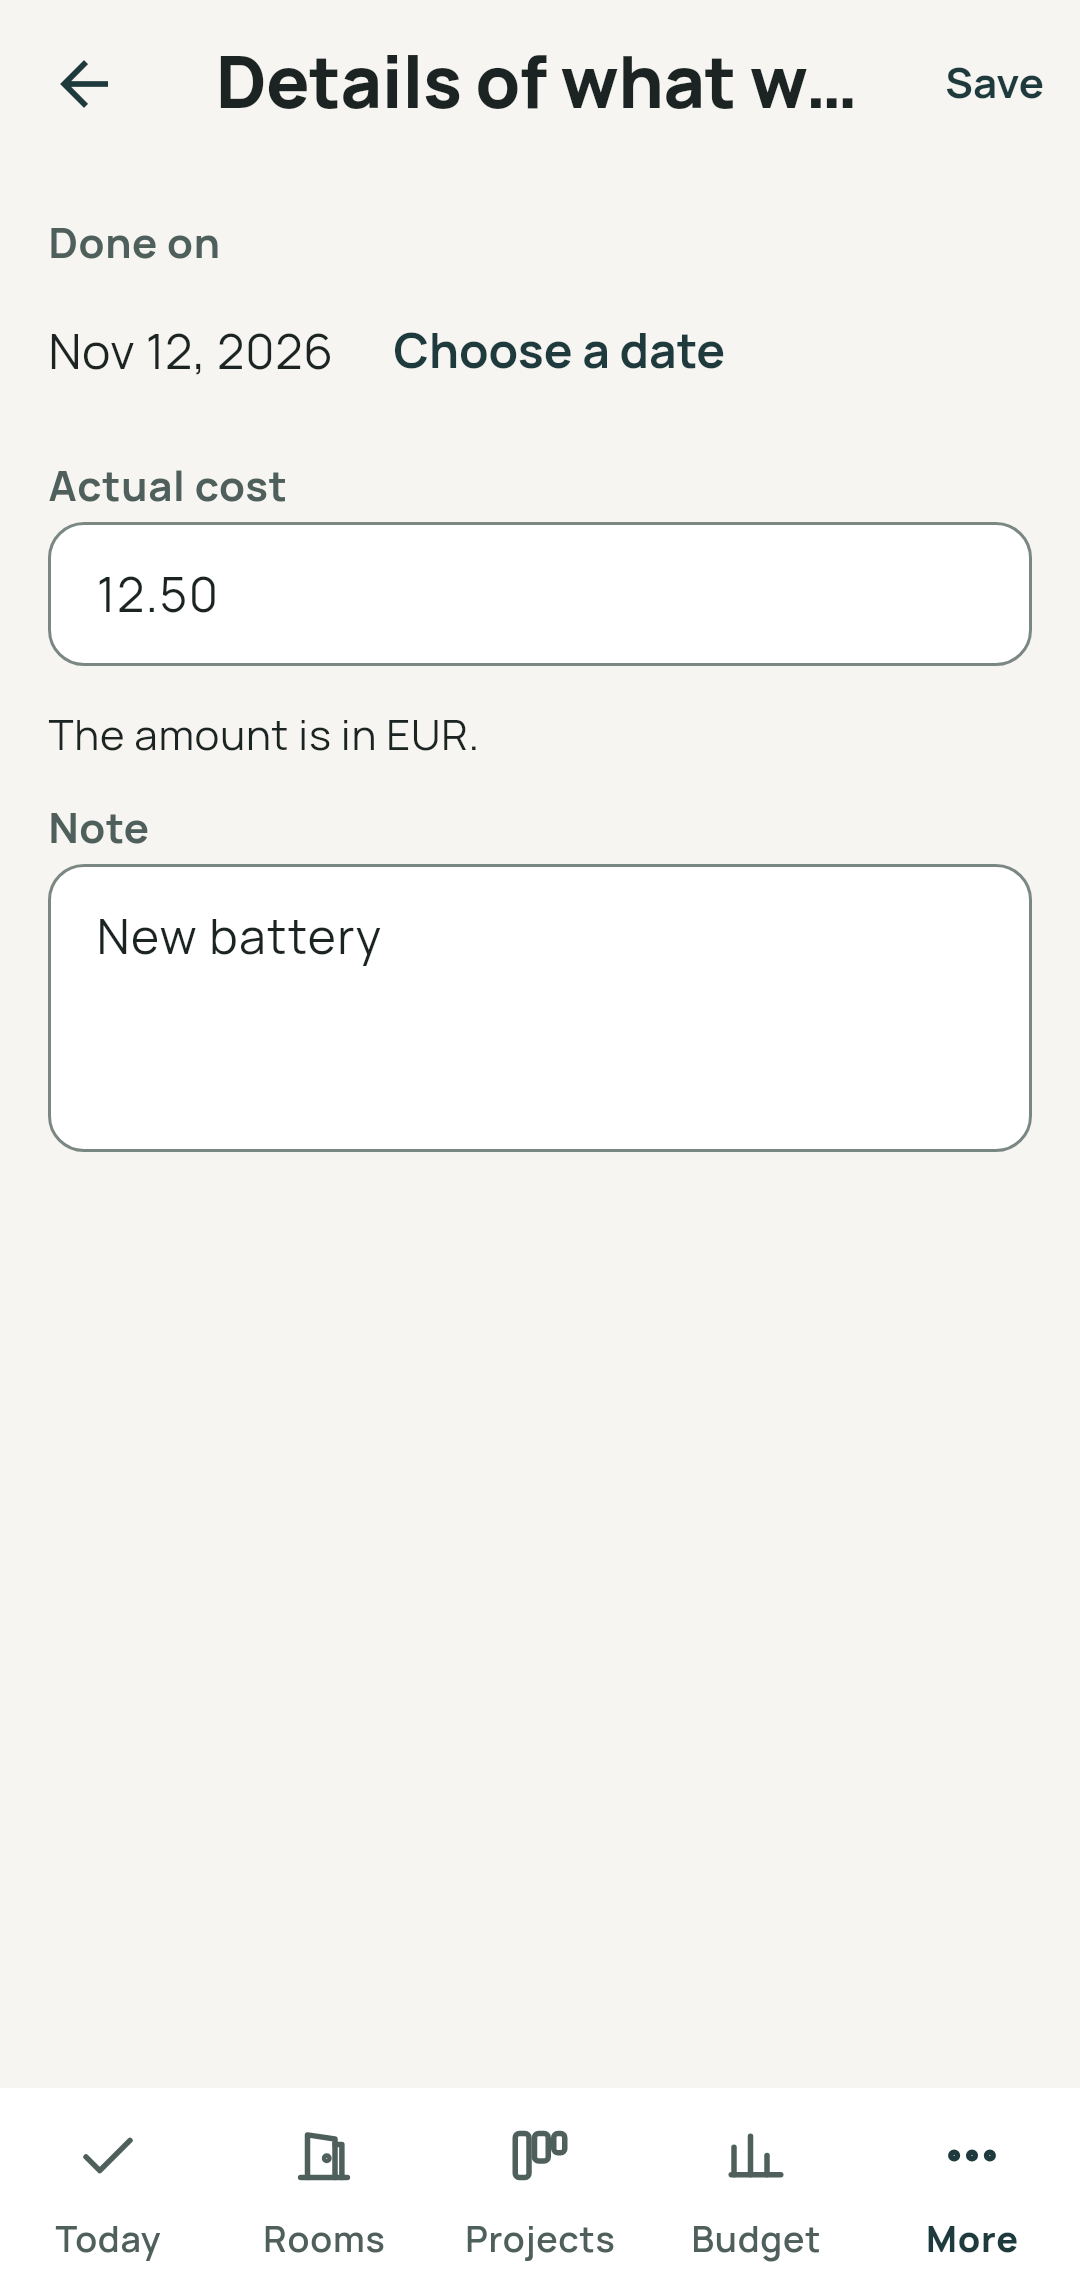 Details of what w...
Save
Done on
Nov 12, 2026
Choose a date
Actual cost
12.50
The amount is in EUR.
Note
New battery
Today
Rooms
Projects
Budget
More